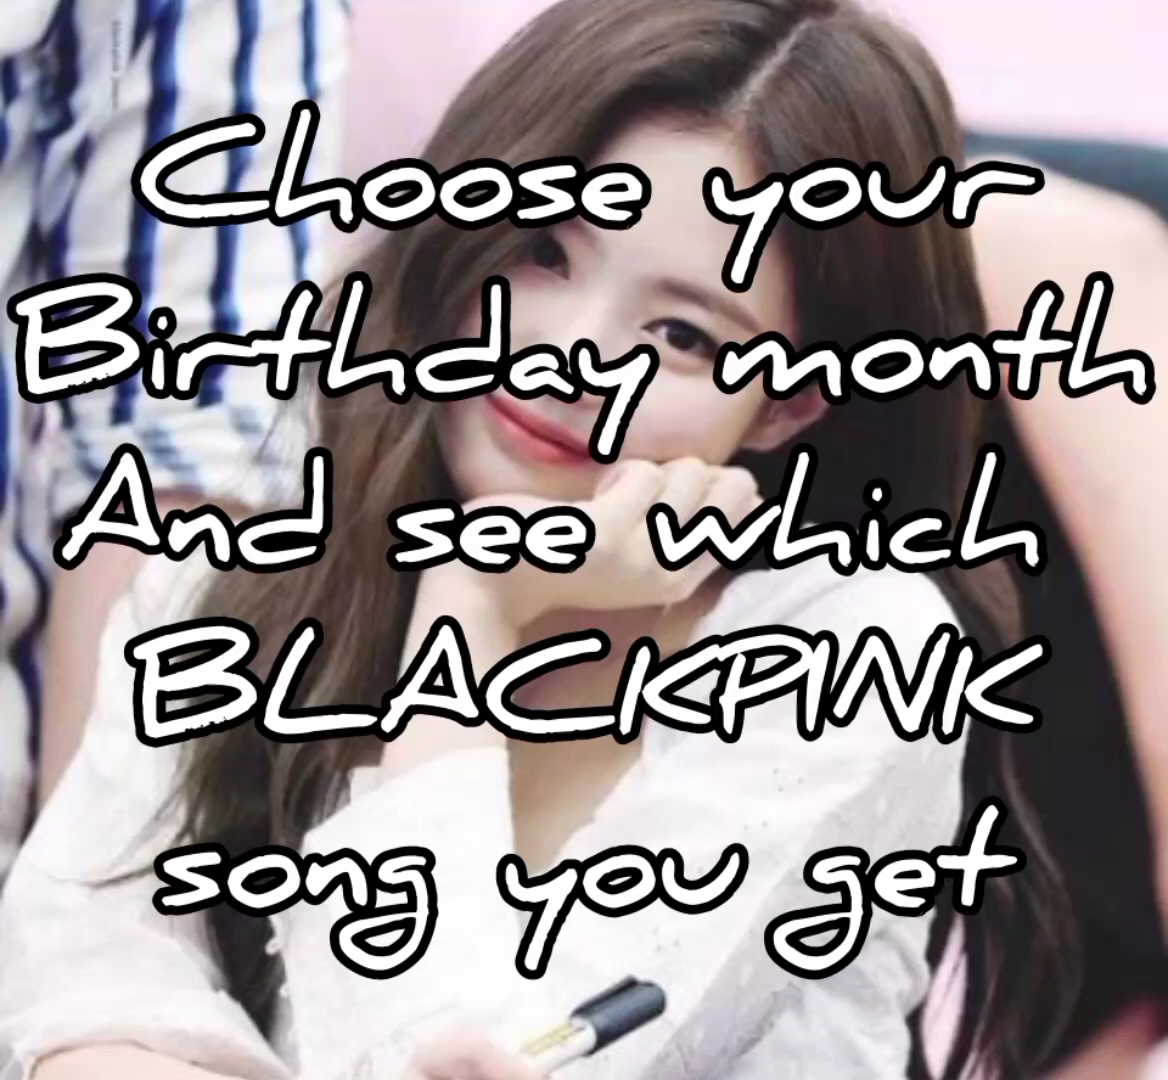 Choose your
Birthday month
And see which
BLACKPINK
song you get